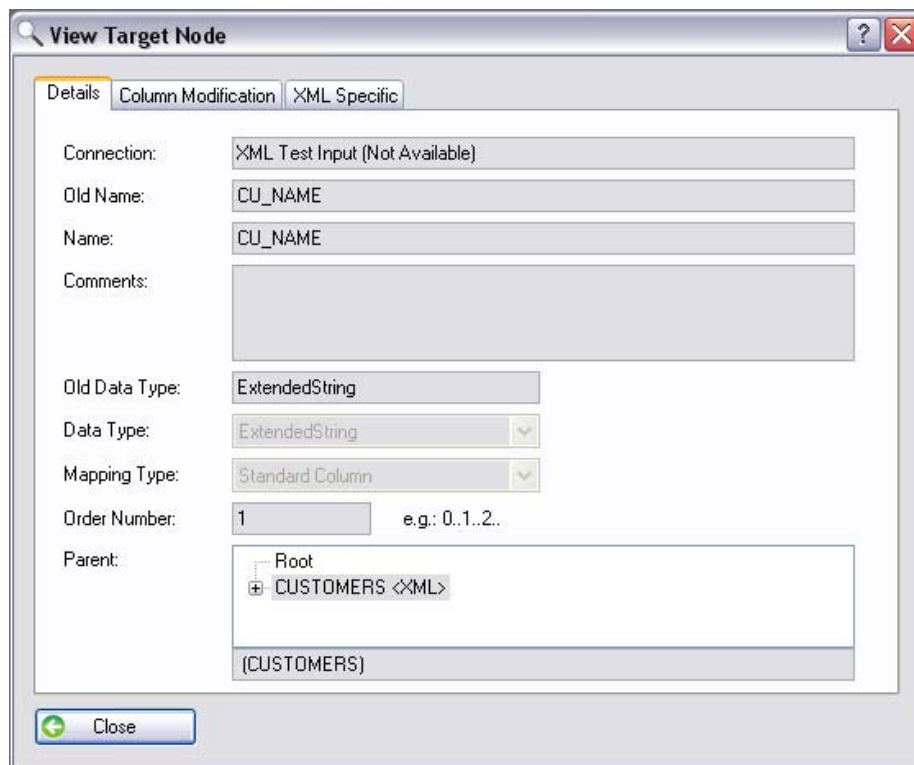 View Target Node
?
Details Column Modification XML Specific
Connection: XML Test Input (Not Available)
Old Name: CU_NAME
Name: CU_NAME
Comments:
Old Data Type: ExtendedString
Data Type: ExtendedString
Mapping Type: Standard Column
Order Number: 1 e.g.: 0..1..2..
Parent: Root
CUSTOMERS <XML>
(CUSTOMERS)
Close